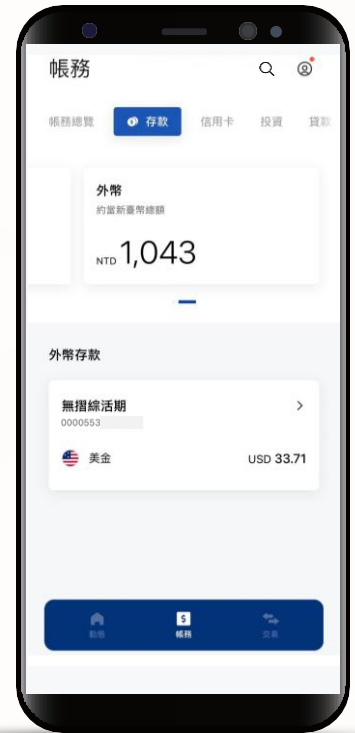 帳務
帳務總覽 存款 信用卡 投資 貸款
外幣
約當新臺幣總額
NTD 1,043
外幣存款
無摺綜活期
0000553
美金 USD 33.71
動態 帳務 交易